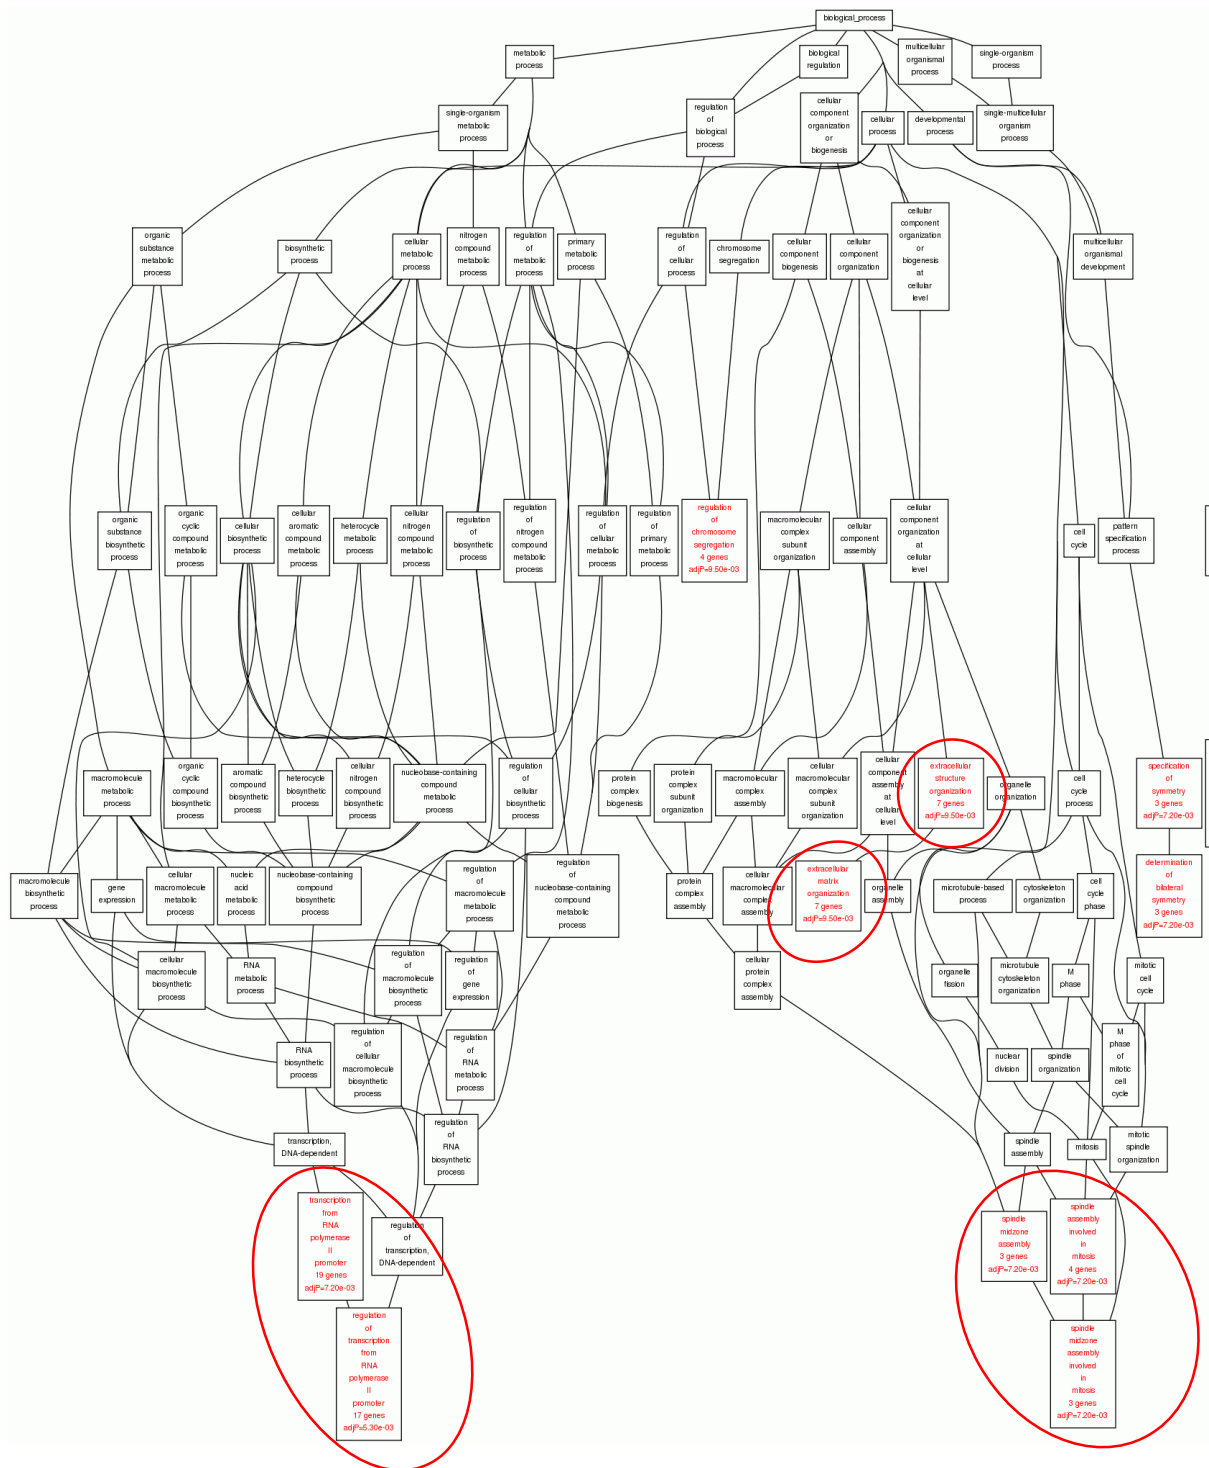 biological_process
metabolic
process
biological
regulation
multicellular
organismal
process
single-organism
process
single-organism
metabolic
process
regulation
of
biological
process
cellular
component
organization
or
biogenesis
cellular
process
developmental
process
single-multicellular
organism
process
organic
substance
metabolic
process
biosynthetic
process
cellular
metabolic
process
nitrogen
compound
metabolic
process
regulation
of
metabolic
process
primary
metabolic
process
regulation
of
cellular
process
chromosome
segregation
cellular
component
biogenesis
cellular
component
organization
cellular
component
organization
or
biogenesis
at
cellular
level
multicellular
organismal
development
organic
substance
biosynthetic
process
organic
cyclic
compound
metabolic
process
cellular
biosynthetic
process
cellular
aromatic
compound
metabolic
process
heterocycle
metabolic
process
cellular
nitrogen
compound
metabolic
process
regulation
of
biosynthetic
process
regulation
of
nitrogen
compound
metabolic
process
regulation
of
cellular
metabolic
process
regulation
of
primary
metabolic
process
regulation
of
chromosome
segregation
4 genes
adjP=9.50e-03
macromolecular
complex
subunit
organization
cellular
component
assembly
cellular
component
organization
at
cellular
level
cell
cycle
pattern
specification
process
macromolecule
metabolic
process
organic
cyclic
compound
biosynthetic
process
aromatic
compound
biosynthetic
process
heterocycle
biosynthetic
process
cellular
nitrogen
compound
biosynthetic
process
nucleobase-containing
compound
metabolic
process
regulation
of
cellular
biosynthetic
process
protein
complex
biogenesis
protein
complex
subunit
organization
macromolecular
complex
assembly
cellular
macromolecular
complex
subunit
organization
cellular
component
assembly
at
cellular
level
extracellular
structure
organization
7 genes
adjP=9.50e-03
organelle
organization
cell
cycle
process
specification
of
symmetry
3 genes
adjP=7.20e-03
macromolecule
biosynthetic
process
gene
expression
cellular
macromolecule
metabolic
process
nucleic
acid
metabolic
process
nucleobase-containing
compound
biosynthetic
process
regulation
of
macromolecule
metabolic
process
regulation
of
nucleobase-containing
compound
metabolic
process
protein
complex
assembly
cellular
macromolecular
complex
assembly
extracellular
matrix
organization
7 genes
adjP=9.50e-03
organelle
assembly
microtubule-based
process
cytoskeleton
organization
cell
cycle
phase
determination
of
bilateral
symmetry
3 genes
adjP=7.20e-03
cellular
macromolecule
biosynthetic
process
RNA
metabolic
process
regulation
of
macromolecule
biosynthetic
process
regulation
of
gene
expression
cellular
protein
complex
assembly
organelle
fission
microtubule
cytoskeleton
organization
M
phase
mitotic
cell
cycle
RNA
biosynthetic
process
regulation
of
cellular
macromolecule
biosynthetic
process
regulation
of
RNA
metabolic
process
nuclear
division
spindle
organization
M
phase
of
mitotic
cell
cycle
transcription,
DNA-dependent
regulation
of
RNA
biosynthetic
process
spindle
assembly
mitosis
mitotic
spindle
organization
transcription
from
RNA
polymerase
II
promoter
19 genes
adjP=7.20e-03
regulation
of
transcription,
DNA-dependent
spindle
midzone
assembly
3 genes
adjP=7.20e-03
spindle
assembly
involved
in
mitosis
4 genes
adjP=7.20e-03
regulation
of
transcription
from
RNA
polymerase
II
promoter
17 genes
adjP=5.30e-03
spindle
midzone
assembly
involved
in
mitosis
3 genes
adjP=7.20e-03